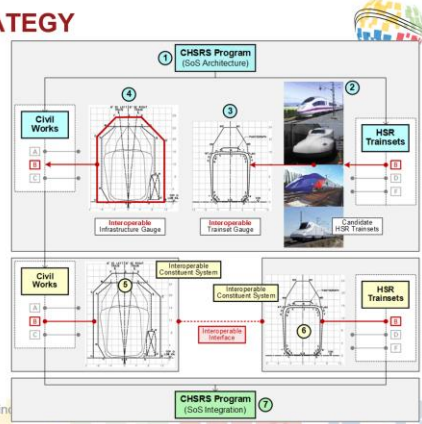 ATEGY
1
CHSRS Program
(SoS Architecture)
4
3
2
Civil
Works
A
B
C
HSR
Trainsets
B
D
F
Interoperable
Infrastructure Gauge
Interoperable
Trainset Gauge
Candidate
HSR Trainsets
Civil
Works
A
B
C
5
Interoperable
Constituent System
Interoperable
Constituent System
Interoperable
Interface
6
HSR
Trainsets
B
D
F
CHSRS Program
(SoS Integration)
7